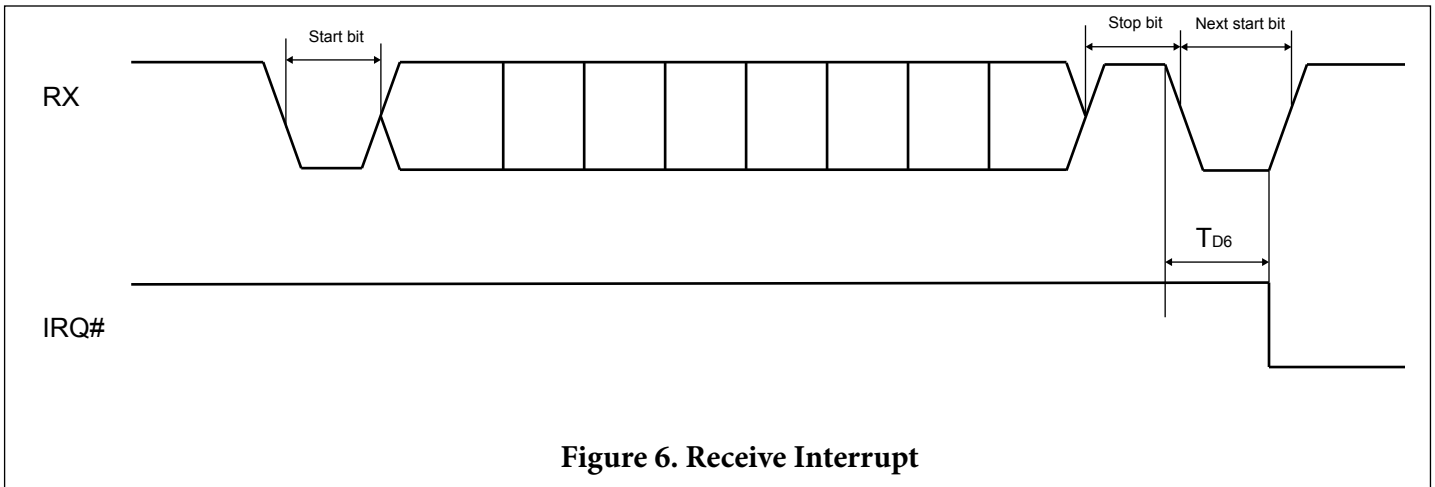 Start bit
Stop bit
Next start bit
RX
TD6
IRQ#
Figure 6. Receive Interrupt